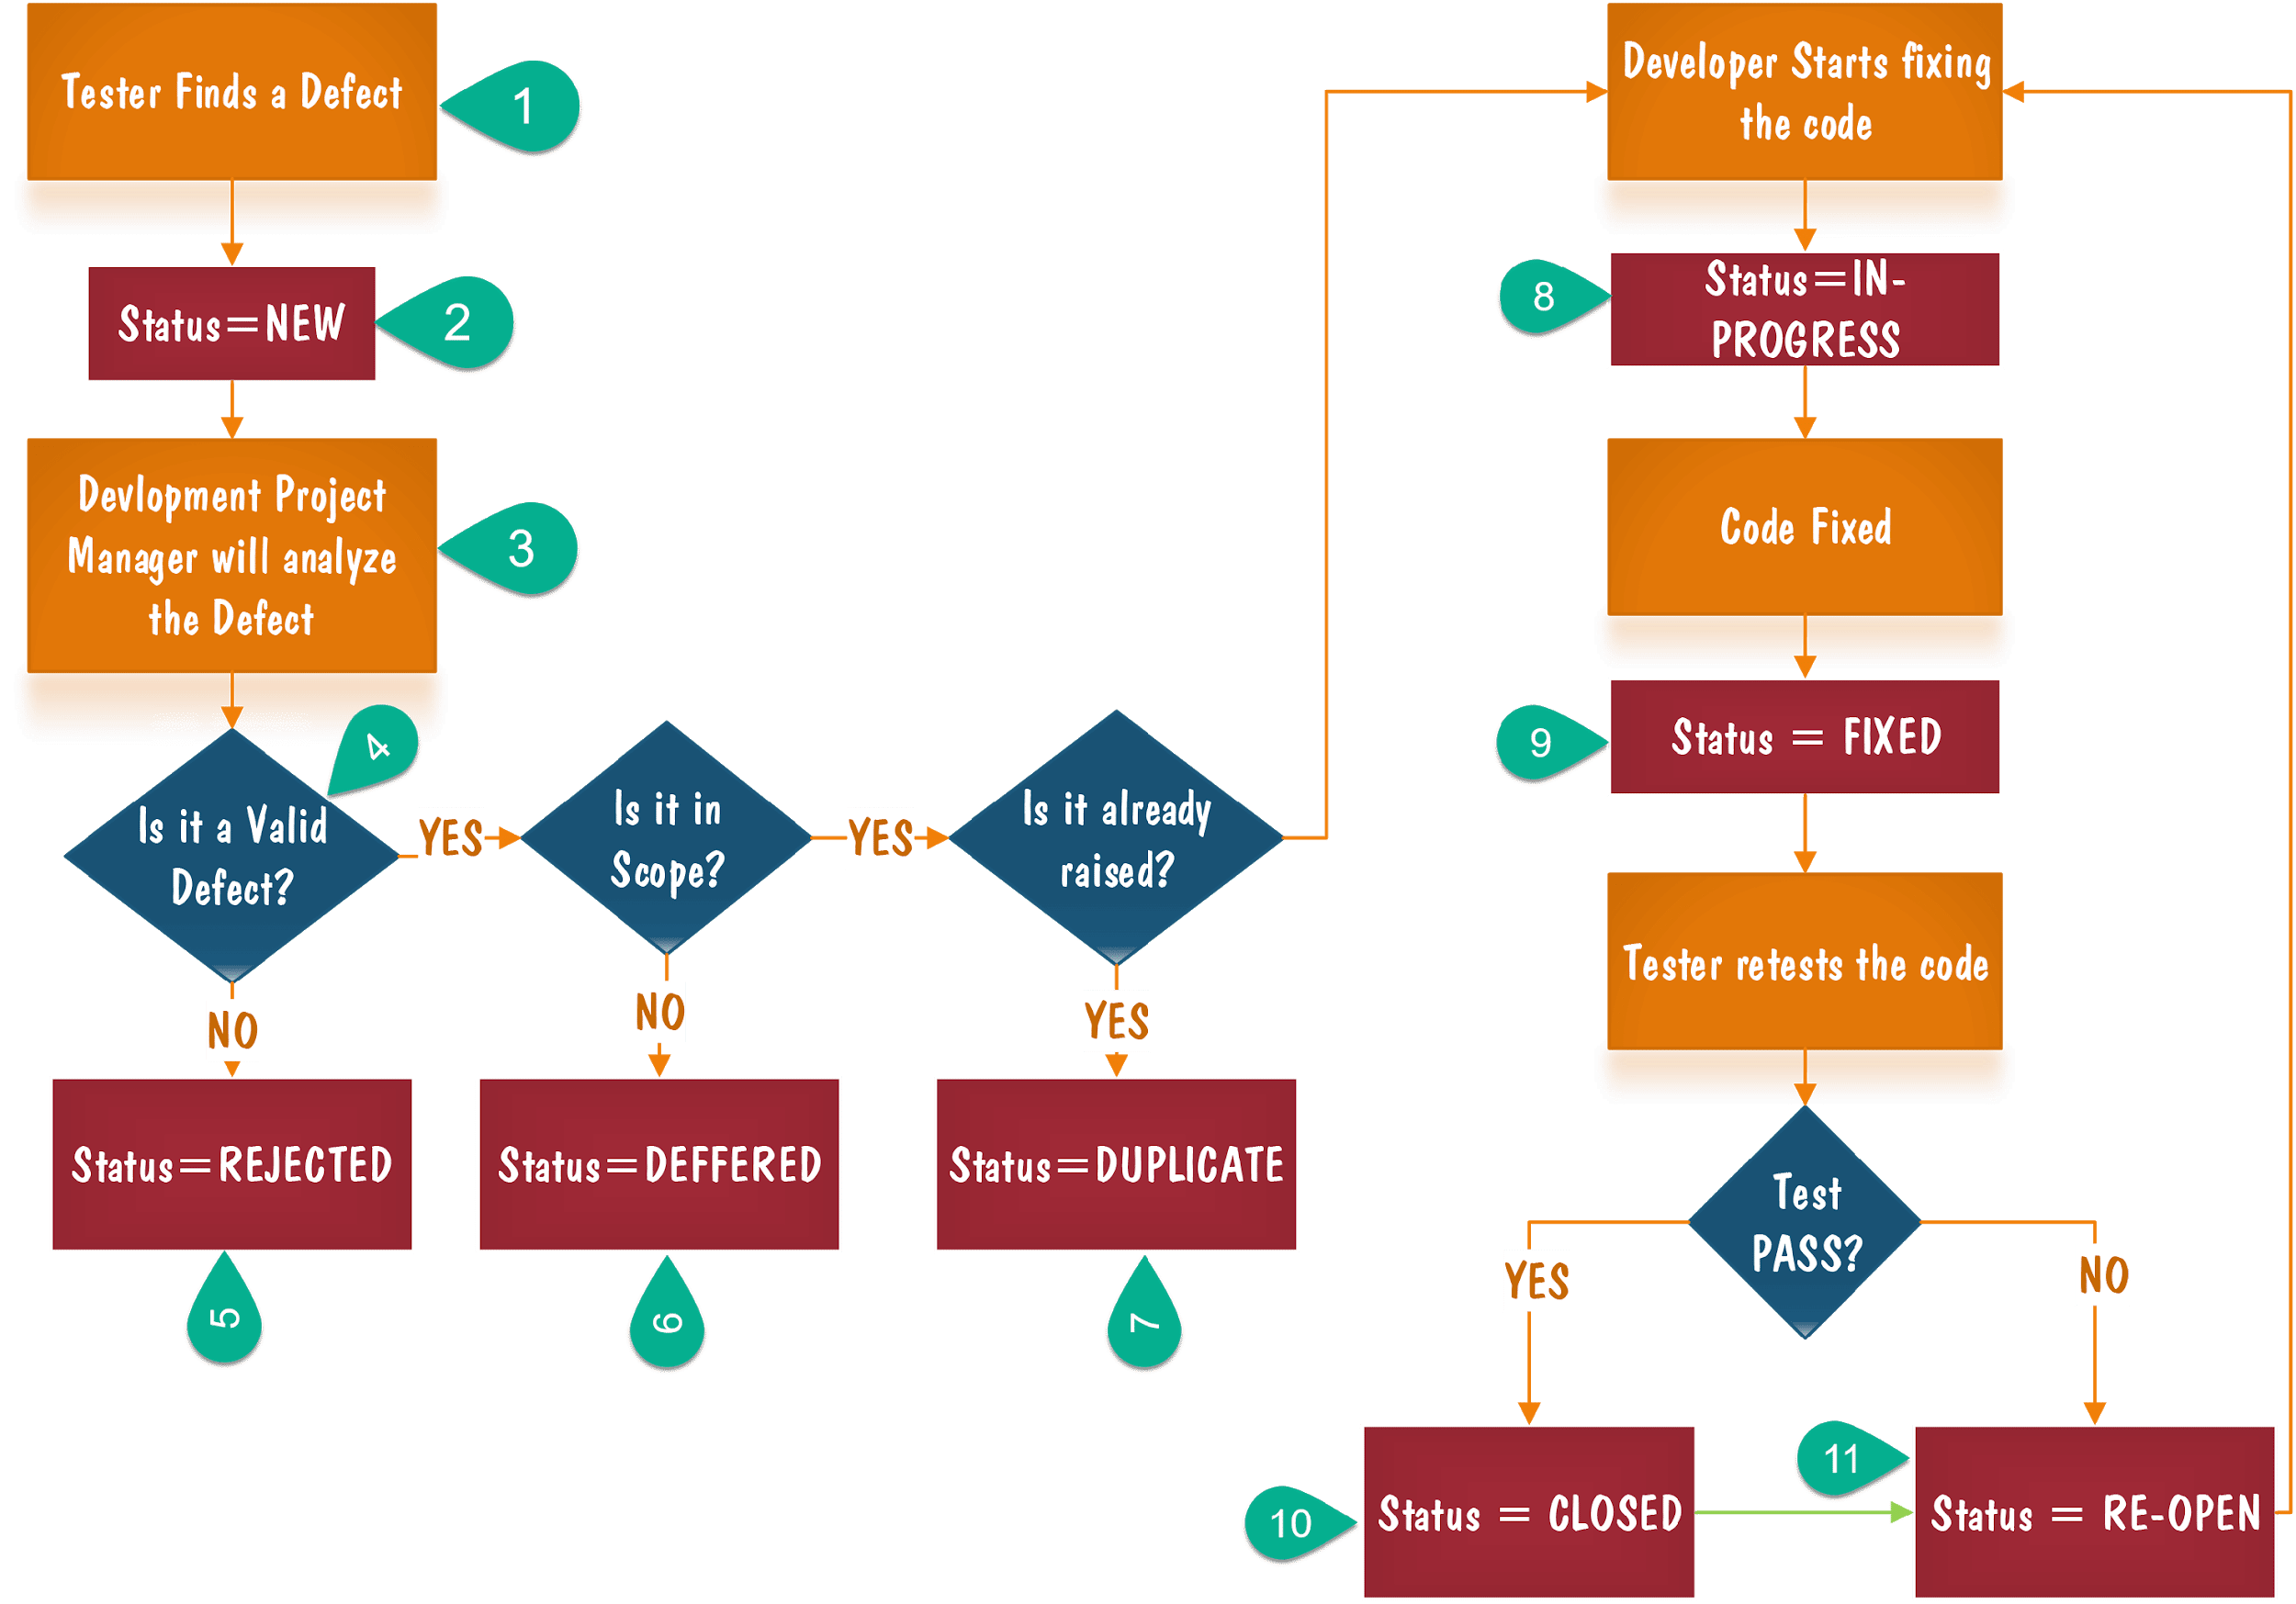 Tester Finds a Defect
1
Status=NEW
2
Devlopment Project
Manager will analyze
the Defect
3
4
Is it a Valid
Defect?
YES
NO
Status=REJECTED
5
Is it in
Scope?
YES
NO
Status=DEFFERED
6
Is it already
raised?
YES
Status=DUPLICATE
7
Developer Starts fixing
the code
8
Status=IN-
PROGRESS
Code Fixed
9
Status = FIXED
Tester retests the code
Test
PASS?
YES
NO
10
Status = CLOSED
11
Status = RE-OPEN